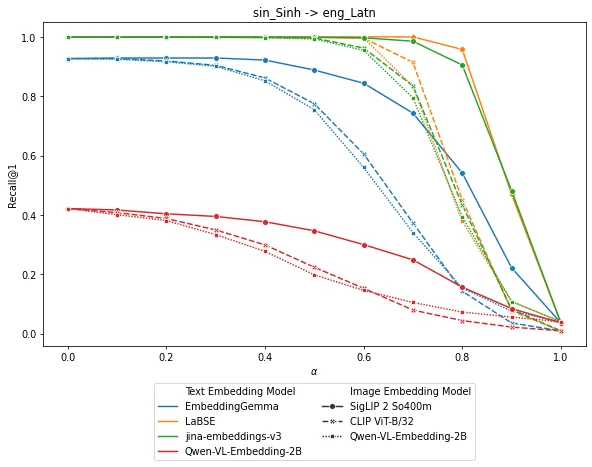 sin_Sinh -> eng_Latn
1.0
0.8
0.6
0.4
0.2
0.0
Recall@1
0.0 0.2 0.4 0.6 0.8 1.0
α
Text Embedding Model
EmbeddingGemma
LaBSE
jina-embeddings-v3
Qwen-VL-Embedding-2B
Image Embedding Model
SigLIP 2 So400m
CLIP ViT-B/32
Qwen-VL-Embedding-2B